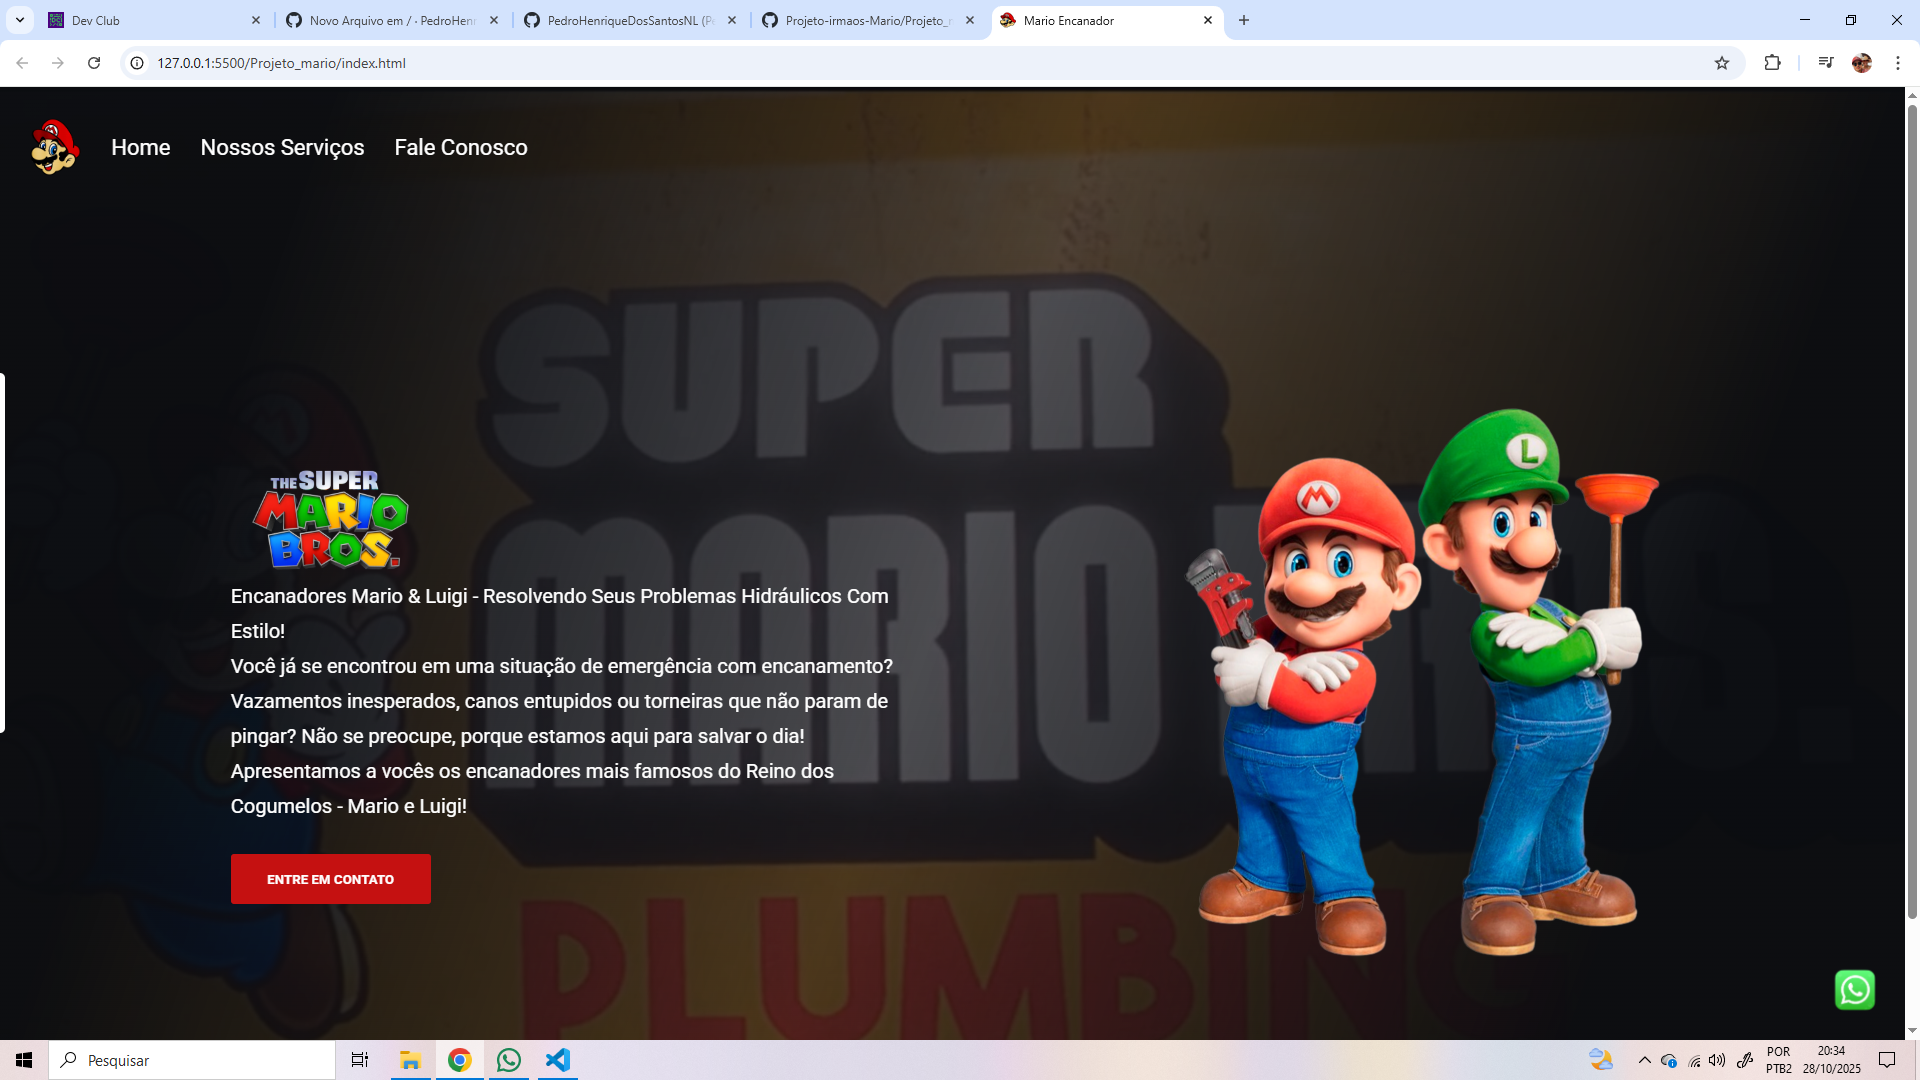 Dev Club
Novo Arquivo em / · PedroHen
PedroHenriqueDosSantosNL (Pe
Projeto-irmaos-Mario/Projeto_m
Mario Encanador
127.0.0.1:5500/Projeto_mario/index.html
Home
Nossos Serviços
Fale Conosco
SUPER
MARIO BROS.
PLUMBING
THE SUPER
MARIO
BROS.
M
L
Encanadores Mario & Luigi - Resolvendo Seus Problemas Hidráulicos Com
Estilo!
Você já se encontrou em uma situação de emergência com encanamento?
Vazamentos inesperados, canos entupidos ou torneiras que não param de
pingar? Não se preocupe, porque estamos aqui para salvar o dia!
Apresentamos a vocês os encanadores mais famosos do Reino dos
Cogumelos - Mario e Luigi!
ENTRE EM CONTATO
Pesquisar
POR
PTB2
20:34
28/10/2025